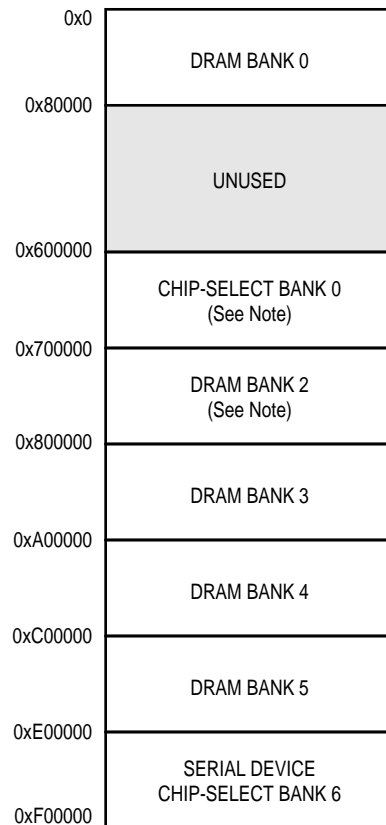 0x0
DRAM BANK 0
0x80000
UNUSED
0x600000
CHIP-SELECT BANK 0
(See Note)
0x700000
DRAM BANK 2
(See Note)
0x800000
DRAM BANK 3
0xA00000
DRAM BANK 4
0xC00000
DRAM BANK 5
0xE00000
SERIAL DEVICE
CHIP-SELECT BANK 6
0xF00000